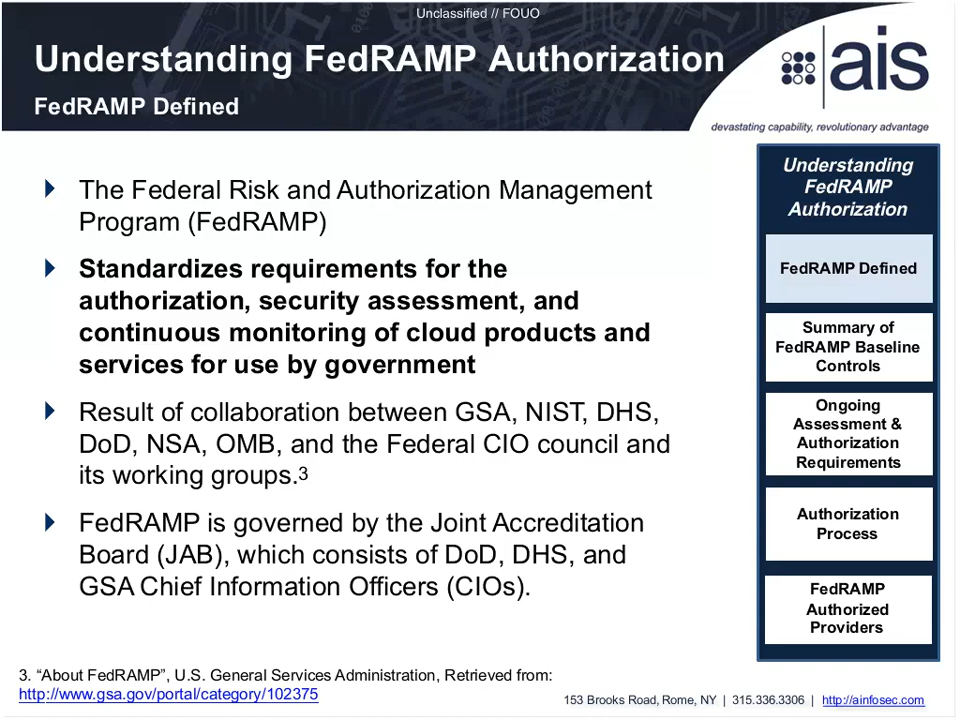 Unclassified // FOUO
Understanding FedRAMP Authorization
FedRAMP Defined
ais
devastating capability, revolutionary advantage
The Federal Risk and Authorization Management
Program (FedRAMP)
Standardizes requirements for the
authorization, security assessment, and
continuous monitoring of cloud products and
services for use by government
Result of collaboration between GSA, NIST, DHS,
DoD, NSA, OMB, and the Federal CIO council and
its working groups.3
FedRAMP is governed by the Joint Accreditation
Board (JAB), which consists of DoD, DHS, and
GSA Chief Information Officers (CIOs).
Understanding
FedRAMP
Authorization
FedRAMP Defined
Summary of
FedRAMP Baseline
Controls
Ongoing
Assessment &
Authorization
Requirements
Authorization
Process
FedRAMP
Authorized
Providers
3. “About FedRAMP”, U.S. General Services Administration, Retrieved from:
http://www.gsa.gov/portal/category/102375
153 Brooks Road, Rome, NY | 315.336.3306 | http://ainfosec.com